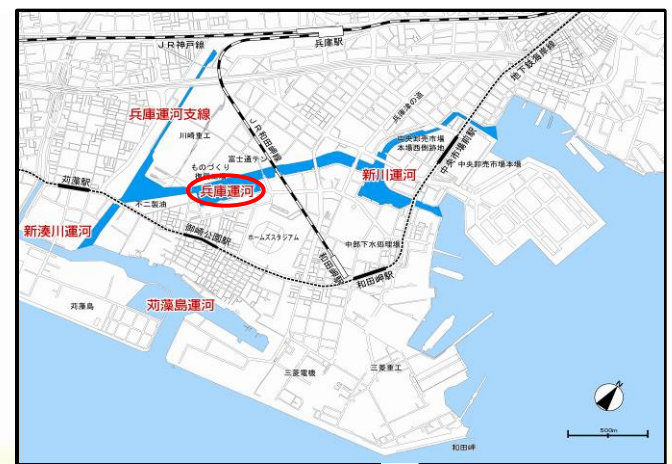 ＪＲ神戸線
兵庫駅
地下鉄海岸線
兵庫運河支線
兵庫津の道
川崎重工
ＪＲ和田岬線
中央卸売市場
本場西側跡地
中央市場前駅
富士通テン
ものづくり
中央卸売市場本場
新川運河
苅藻駅
兵庫運河
不二製油
新湊川運河
御崎公園駅
ホームズスタジアム
中部下水処理場
和田岬駅
和田岬駅
苅藻島運河
苅藻島
三菱電機
三菱重工
N
500m
和田岬